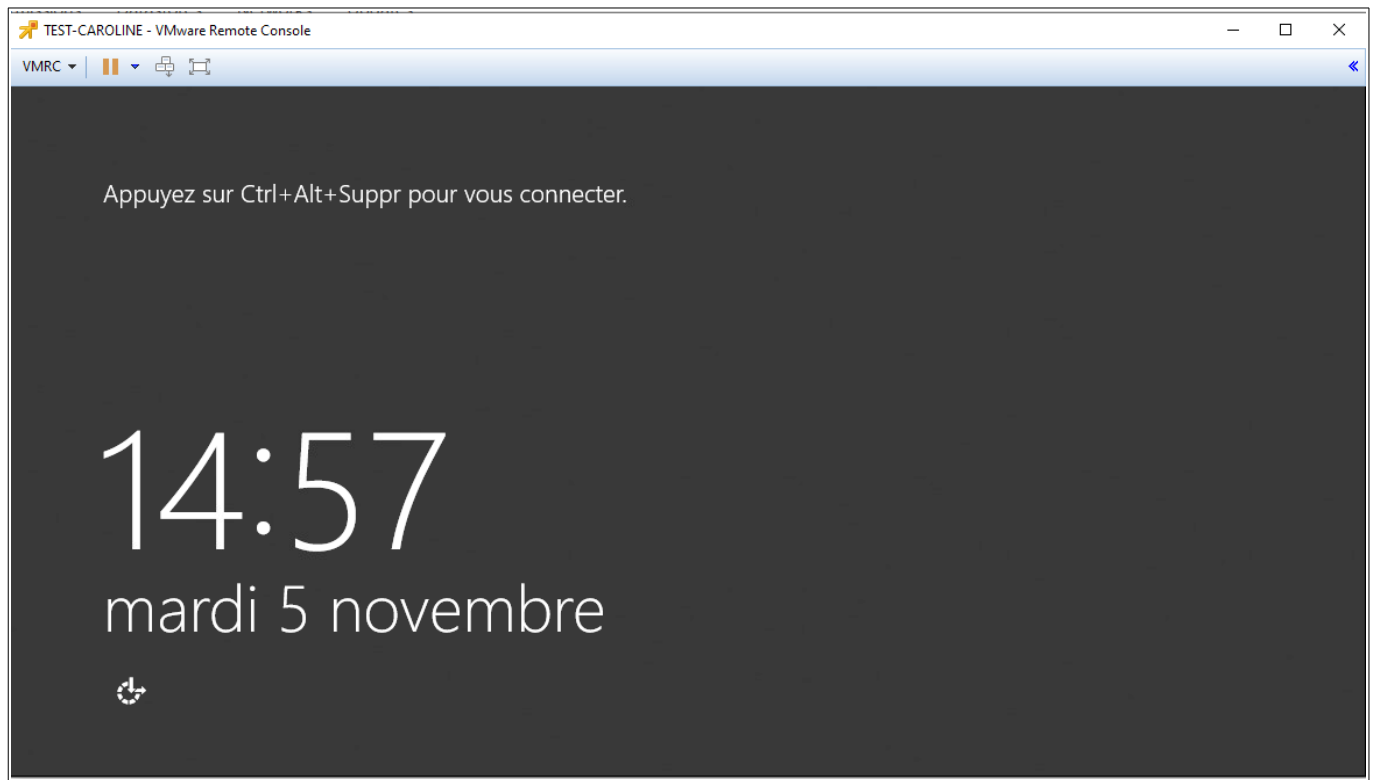 TEST-CAROLINE - VMware Remote Console
VMRC
Appuyez sur Ctrl+Alt+Suppr pour vous connecter.
14:57
mardi 5 novembre